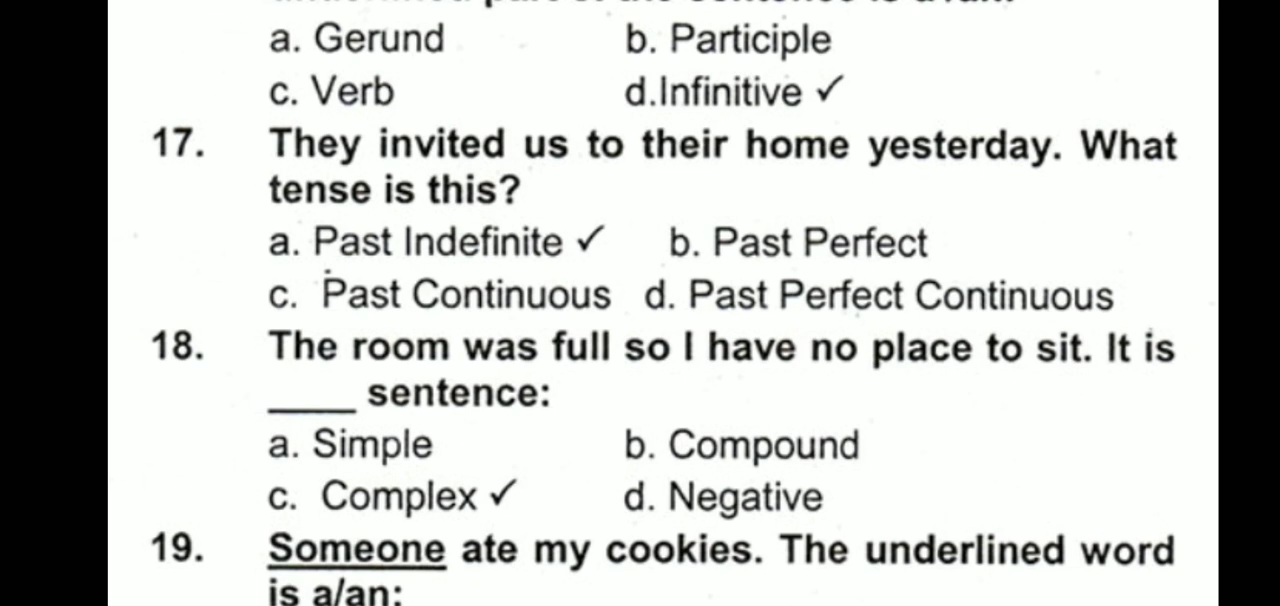 a. Gerund b. Participle
c. Verb d.Infinitive ✓
17. They invited us to their home yesterday. What
tense is this?
a. Past Indefinite ✓ b. Past Perfect
c. Past Continuous d. Past Perfect Continuous
18. The room was full so I have no place to sit. It is
____ sentence:
a. Simple b. Compound
c. Complex ✓ d. Negative
19. Someone ate my cookies. The underlined word
is a/an: